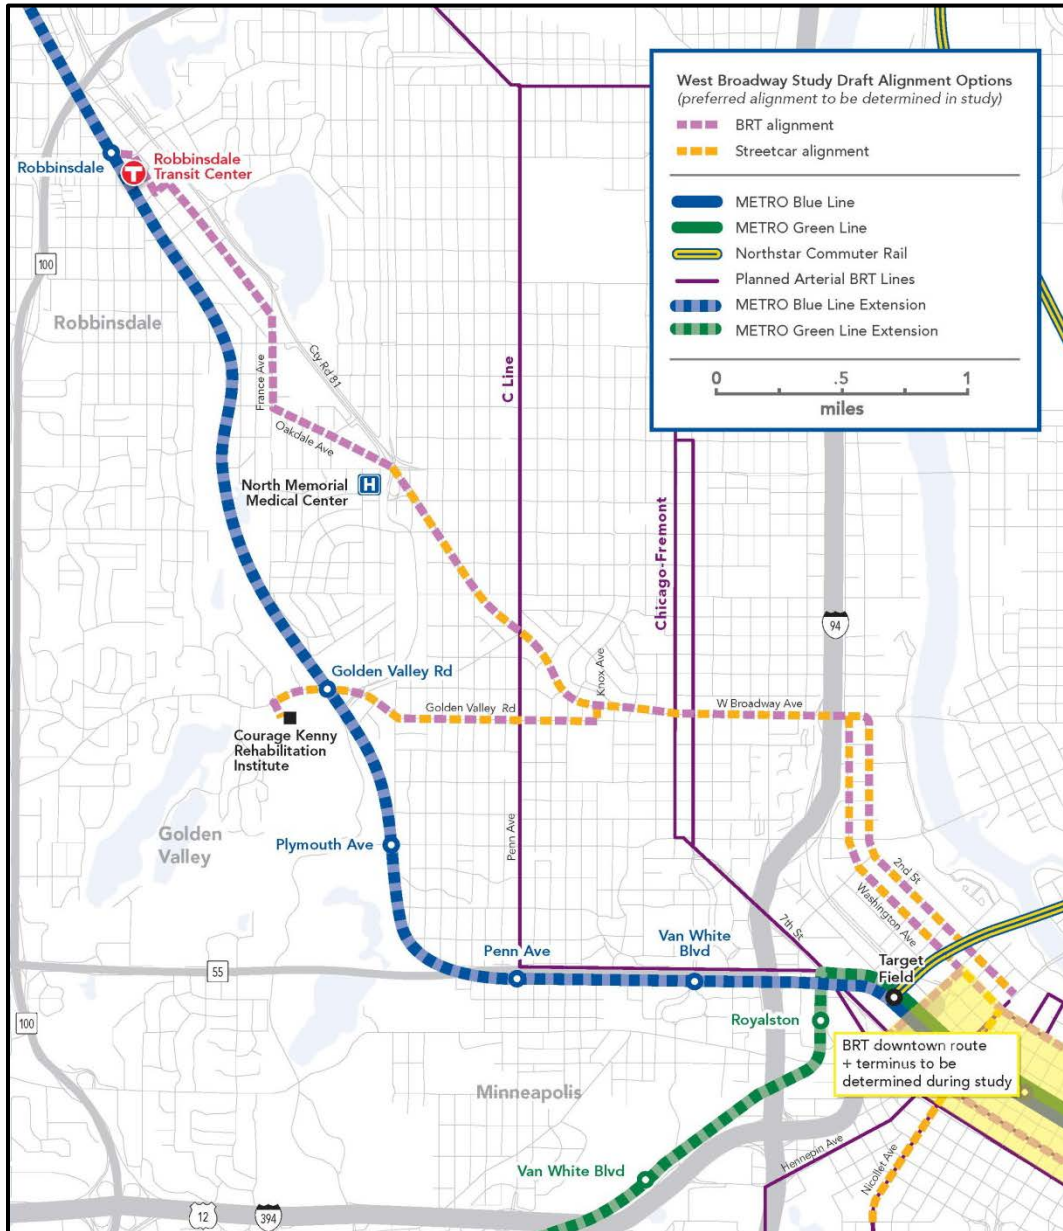 West Broadway Study Draft Alignment Options
(preferred alignment to be determined in study)
BRT alignment
Streetcar alignment
METRO Blue Line
METRO Green Line
Northstar Commuter Rail
Planned Arterial BRT Lines
METRO Blue Line Extension
METRO Green Line Extension
0 .5 1
miles
Robbinsdale
Robbinsdale
Transit Center
T
100
Robbinsdale
France Ave
Cty Rd 81
Oakdale Ave
C Line
North Memorial
Medical Center
H
Chicago-Fremont
94
Golden Valley Rd
Knox Ave
Golden Valley Rd
W Broadway Ave
Courage Kenny
Rehabilitation
Institute
Golden
Valley
Plymouth Ave
Penn Ave
2nd St
Washington Ave
7th St
Penn Ave
Van White
Blvd
Target
Field
55
100
Royalston
BRT downtown route
+ terminus to be
determined during study
Minneapolis
Hennepin Ave
Nicollet Ave
Van White Blvd
12
394